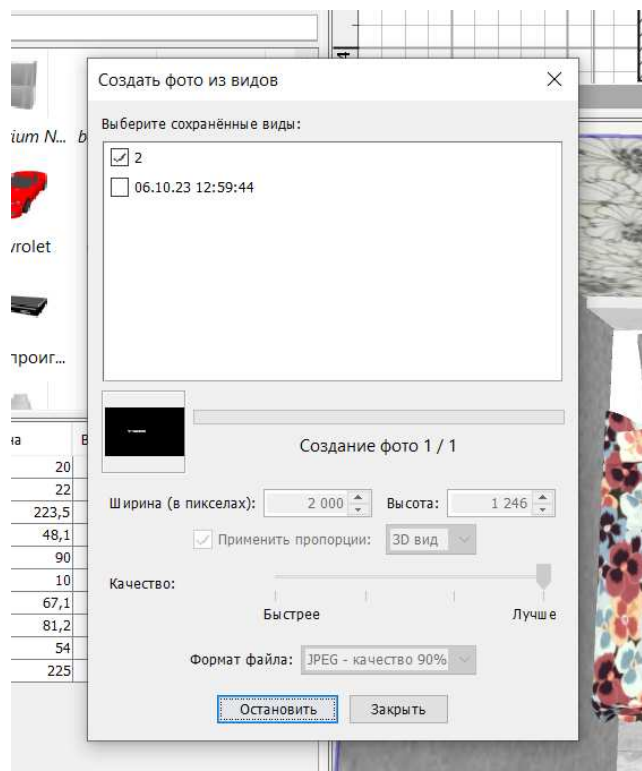 Создать фото из видов
Выберите сохранённые виды:
2
06.10.23 12:59:44
Создание фото 1 / 1
Ширина (в пикселах): 2 000 Высота: 1 246
Применить пропорции: 3D вид
Качество:
Быстрее Лучше
Формат файла: JPEG - качество 90%
Остановить Закрыть
ium N... b
vrolet
проиг...
на В
20
22
223,5
48,1
90
10
67,1
81,2
54
225